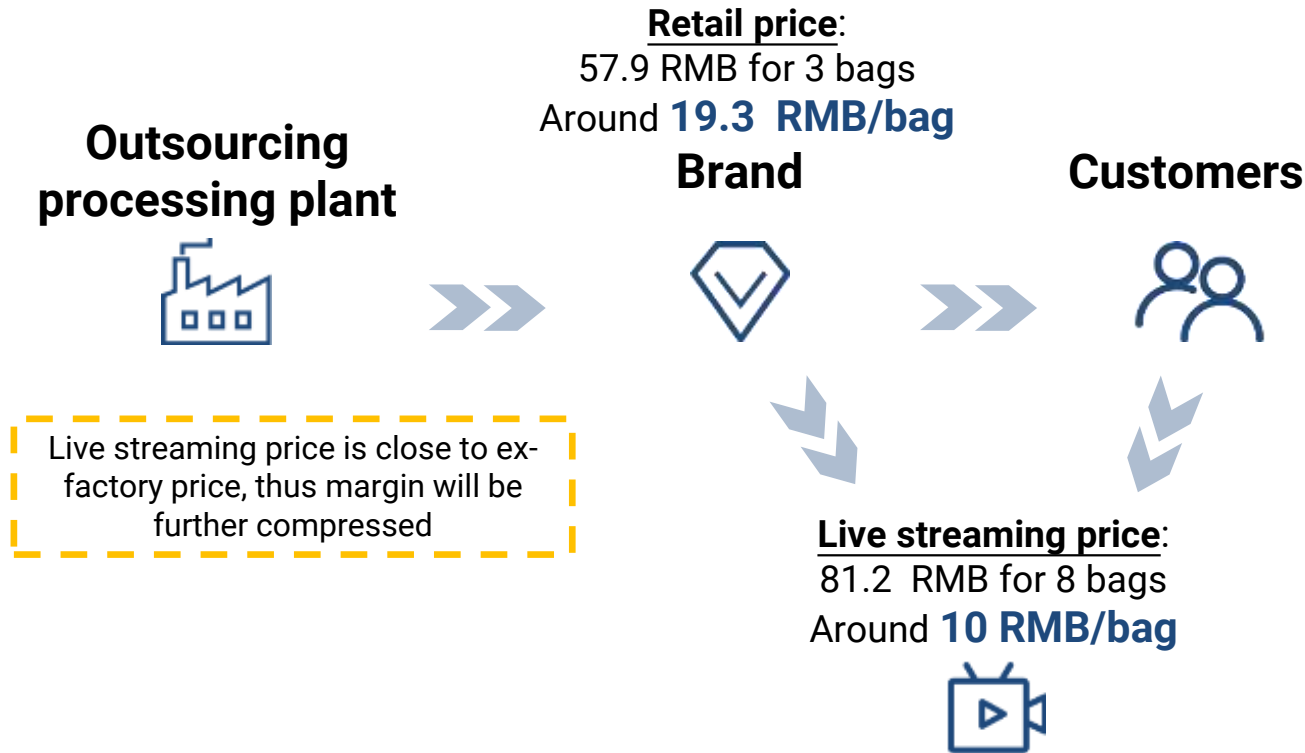 Retail price:
57.9 RMB for 3 bags
Around 19.3 RMB/bag
Outsourcing
processing plant
Brand
Customers
Live streaming price is close to ex-
factory price, thus margin will be
further compressed
Live streaming price:
81.2 RMB for 8 bags
Around 10 RMB/bag